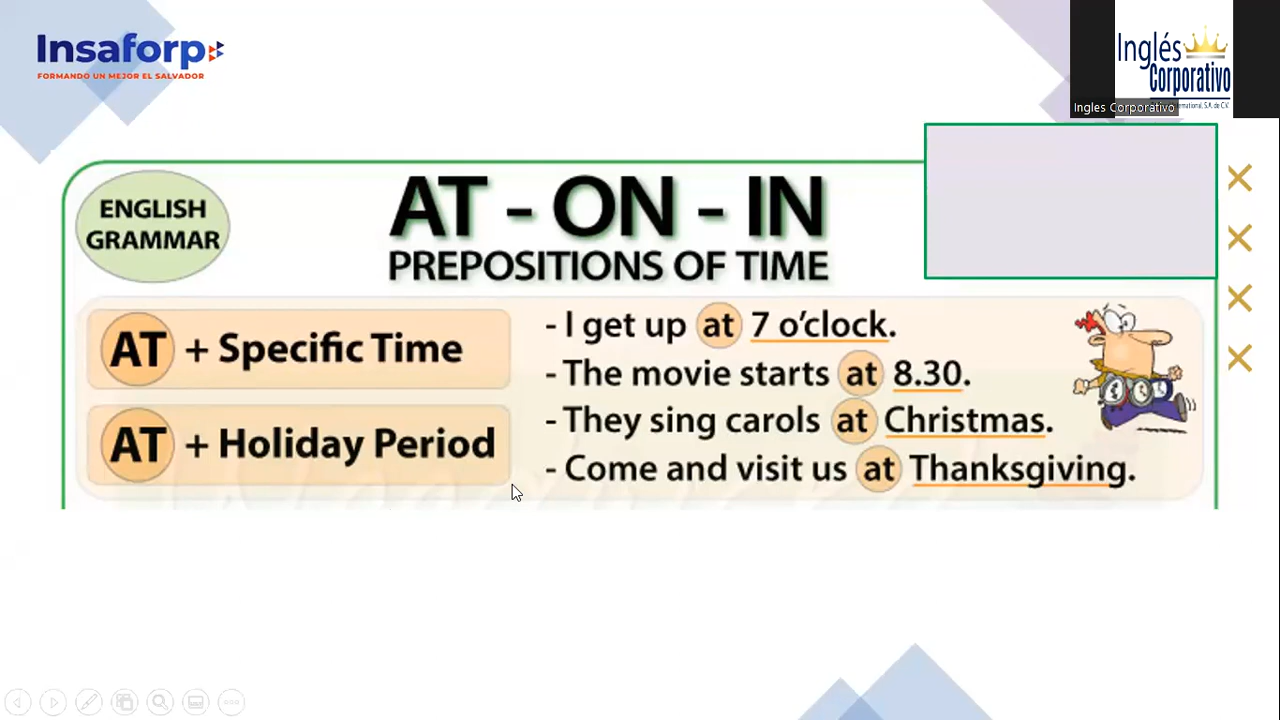 Insaforp
FORMANDO UN MEJOR EL SALVADOR
Inglés
Corporativo
International, S.A. de C.V.
Ingles Corporativo
ENGLISH
GRAMMAR
AT - ON - IN
PREPOSITIONS OF TIME
AT + Specific Time
AT + Holiday Period
- I get up at 7 o'clock.
- The movie starts at 8.30.
- They sing carols at Christmas.
- Come and visit us at Thanksgiving.